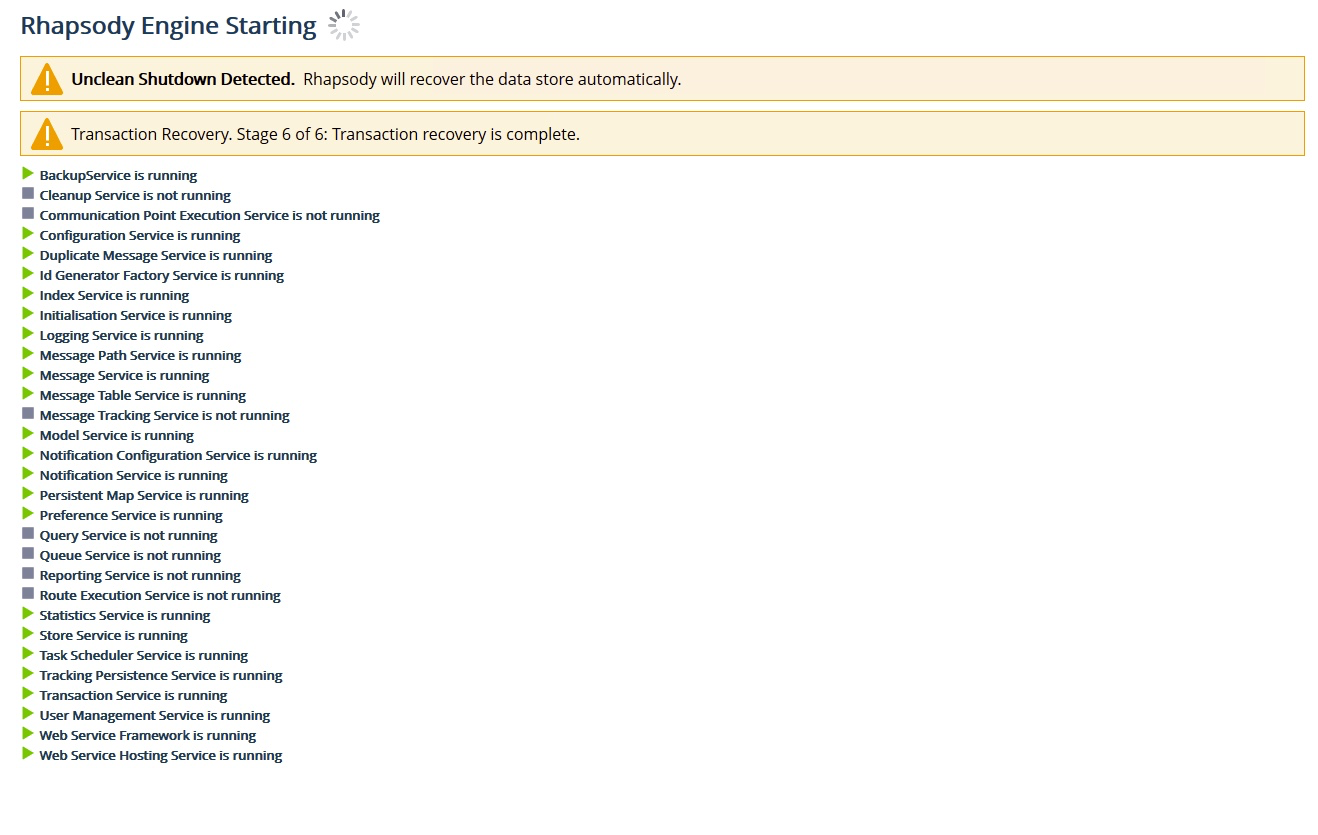 Rhapsody Engine Starting
Unclean Shutdown Detected. Rhapsody will recover the data store automatically.
Transaction Recovery. Stage 6 of 6: Transaction recovery is complete.
BackupService is running
Cleanup Service is not running
Communication Point Execution Service is not running
Configuration Service is running
Duplicate Message Service is running
Id Generator Factory Service is running
Index Service is running
Initialisation Service is running
Logging Service is running
Message Path Service is running
Message Service is running
Message Table Service is running
Message Tracking Service is not running
Model Service is running
Notification Configuration Service is running
Notification Service is running
Persistent Map Service is running
Preference Service is running
Query Service is not running
Queue Service is not running
Reporting Service is not running
Route Execution Service is not running
Statistics Service is running
Store Service is running
Task Scheduler Service is running
Tracking Persistence Service is running
Transaction Service is running
User Management Service is running
Web Service Framework is running
Web Service Hosting Service is running